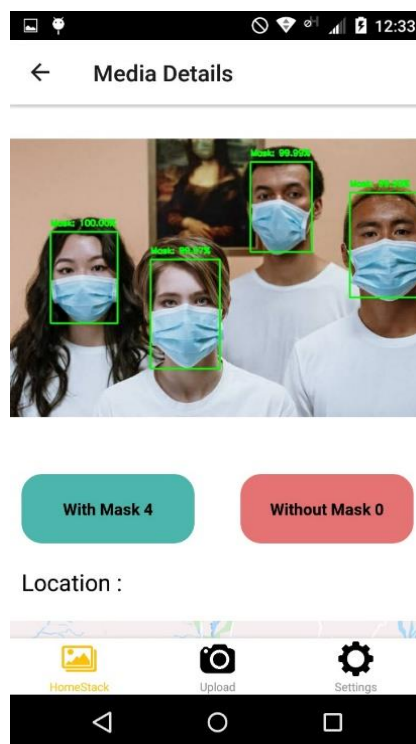 12:33
Media Details
Mask: 99.99%
Mask: 100.00%
Mask: 99.97%
With Mask 4
Without Mask 0
Location :
HomeStack
Upload
Settings